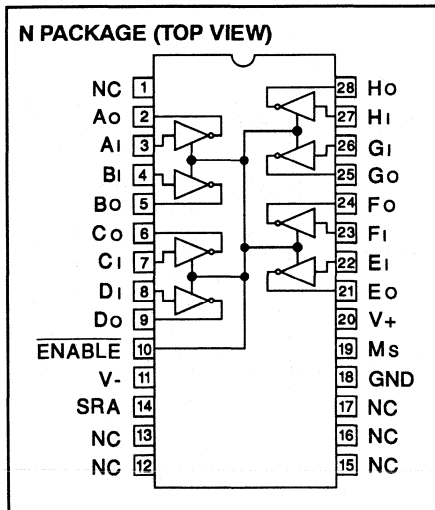 N PACKAGE (TOP VIEW)
NC 1
Ao 2
AI 3
BI 4
Bo 5
Co 6
CI 7
DI 8
Do 9
ENABLE 10
V- 11
SRA 14
NC 13
NC 12
28 Ho
27 HI
26 GI
25 Go
24 Fo
23 FI
22 EI
21 Eo
20 V+
19 Ms
18 GND
17 NC
16 NC
15 NC